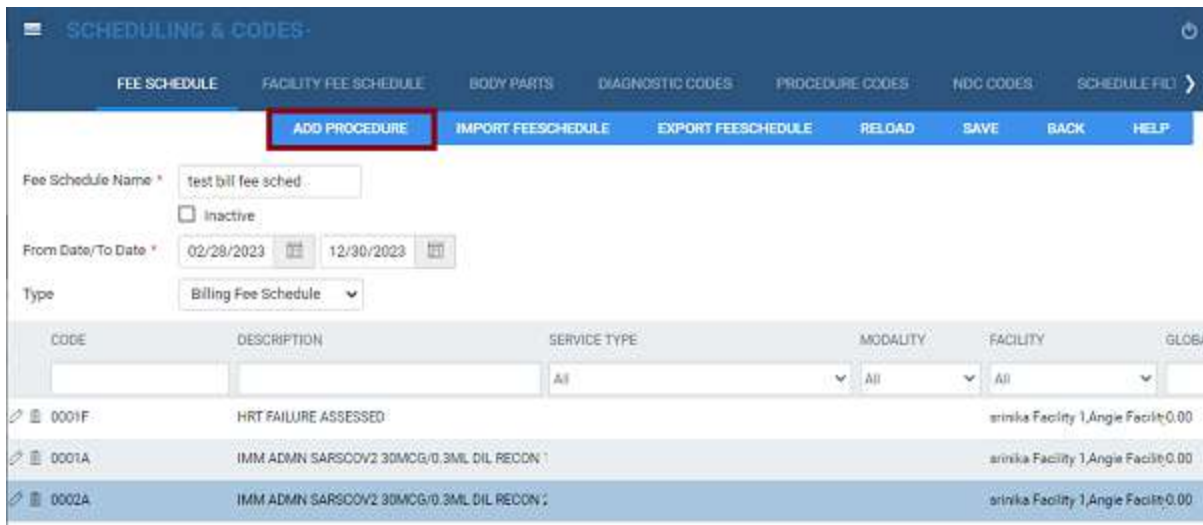 SCHEDULING & CODES-
FEE SCHEDULE FACILITY FEE SCHEDULE BODY PARTS DIAGNOSTIC CODES PROCEDURE CODES NDC CODES SCHEDULE FILT
ADD PROCEDURE IMPORT FEESCHEDULE EXPORT FEESCHEDULE RELOAD SAVE BACK HELP
Fee Schedule Name * test bill fee sched
Inactive
From Date/To Date * 02/28/2023 12/30/2023
Type Billing Fee Schedule
CODE DESCRIPTION SERVICE TYPE MODALITY FACILITY GLOBA
All All All
0001F HRT FAILURE ASSESSED srinika Facility 1,Angie Facilit 0.00
0001A IMM ADMN SARSCOV2 30MCG/0.3ML DIL RECON 1 srinika Facility 1,Angie Facilit 0.00
0002A IMM ADMN SARSCOV2 30MCG/0.3ML DIL RECON 2 srinika Facility 1,Angie Facilit 0.00